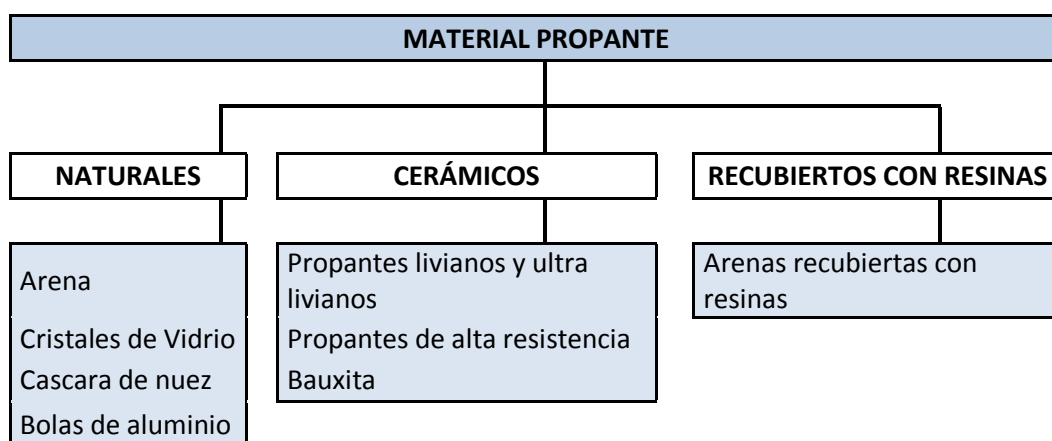 MATERIAL PROPANTE
NATURALES
CERÁMICOS
RECUBIERTOS CON RESINAS
Arena
Cristales de Vidrio
Cascara de nuez
Bolas de aluminio
Propantes livianos y ultra
livianos
Propantes de alta resistencia
Bauxita
Arenas recubiertas con
resinas